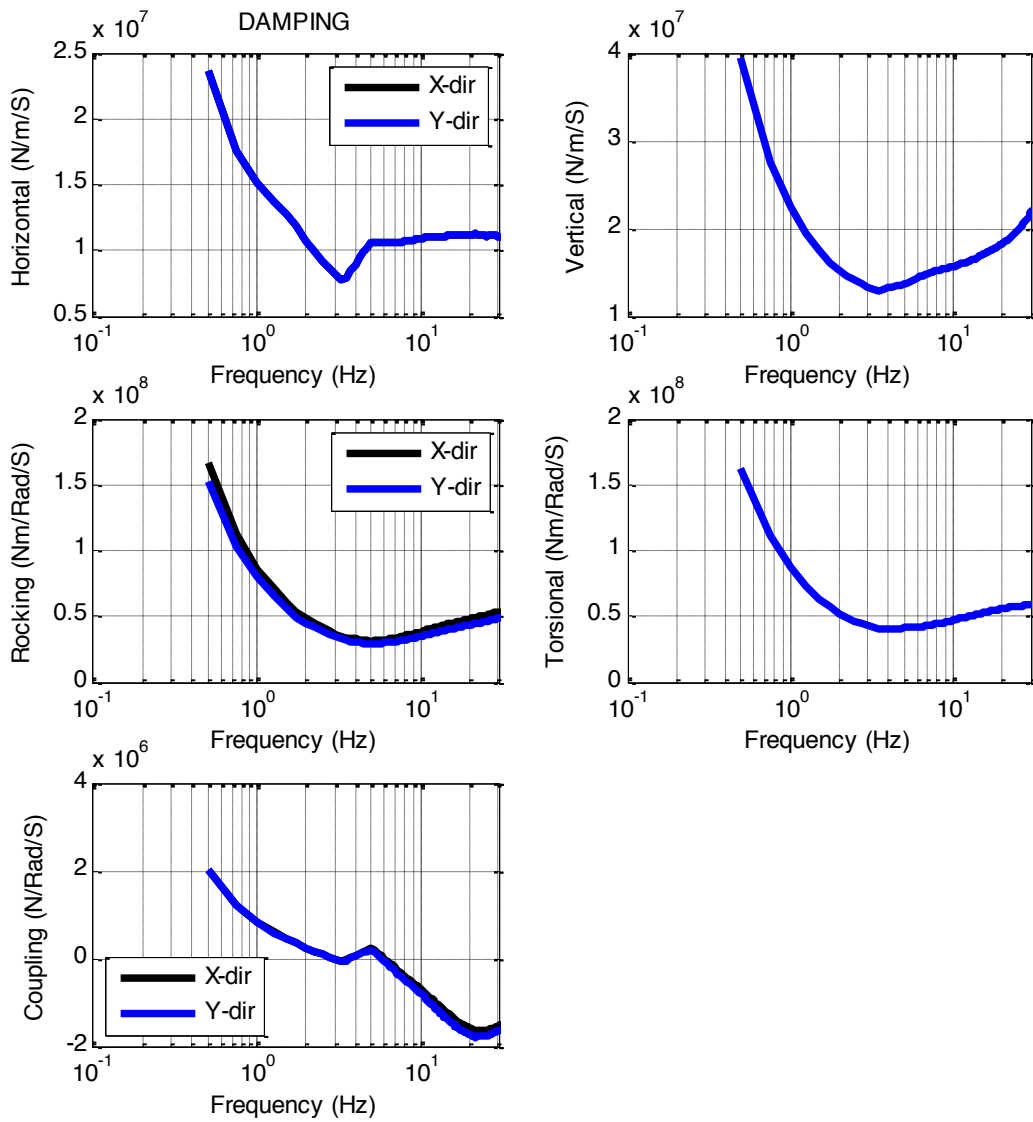 DAMPING
x 10^7
2.5
2
1.5
1
0.5
Horizontal (N/m/S)
X-dir
Y-dir
10^-1
10^0
10^1
Frequency (Hz)
x 10^7
4
3
2
1
Vertical (N/m/S)
10^-1
10^0
10^1
Frequency (Hz)
x 10^8
2
1.5
1
0.5
0
Rocking (Nm/Rad/S)
X-dir
Y-dir
10^-1
10^0
10^1
Frequency (Hz)
x 10^8
2
1.5
1
0.5
0
Torsional (Nm/Rad/S)
10^-1
10^0
10^1
Frequency (Hz)
x 10^6
4
2
0
-2
Coupling (N/Rad/S)
X-dir
Y-dir
10^-1
10^0
10^1
Frequency (Hz)